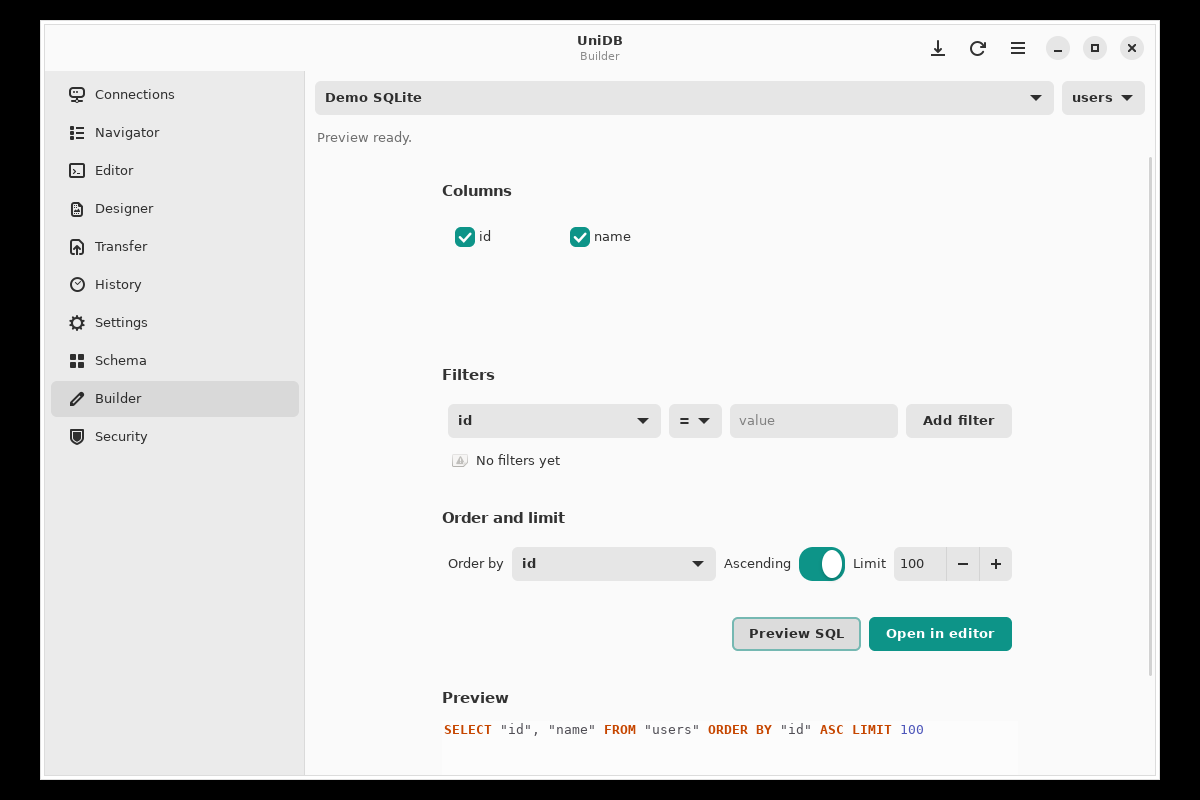 UniDB
Builder
Connections
Navigator
Editor
Designer
Transfer
History
Settings
Schema
Builder
Security
Demo SQLite
users
Preview ready.
Columns
id
name
Filters
id
=
value
Add filter
No filters yet
Order and limit
Order by
id
Ascending
Limit
100
Preview SQL
Open in editor
Preview
SELECT "id", "name" FROM "users" ORDER BY "id" ASC LIMIT 100